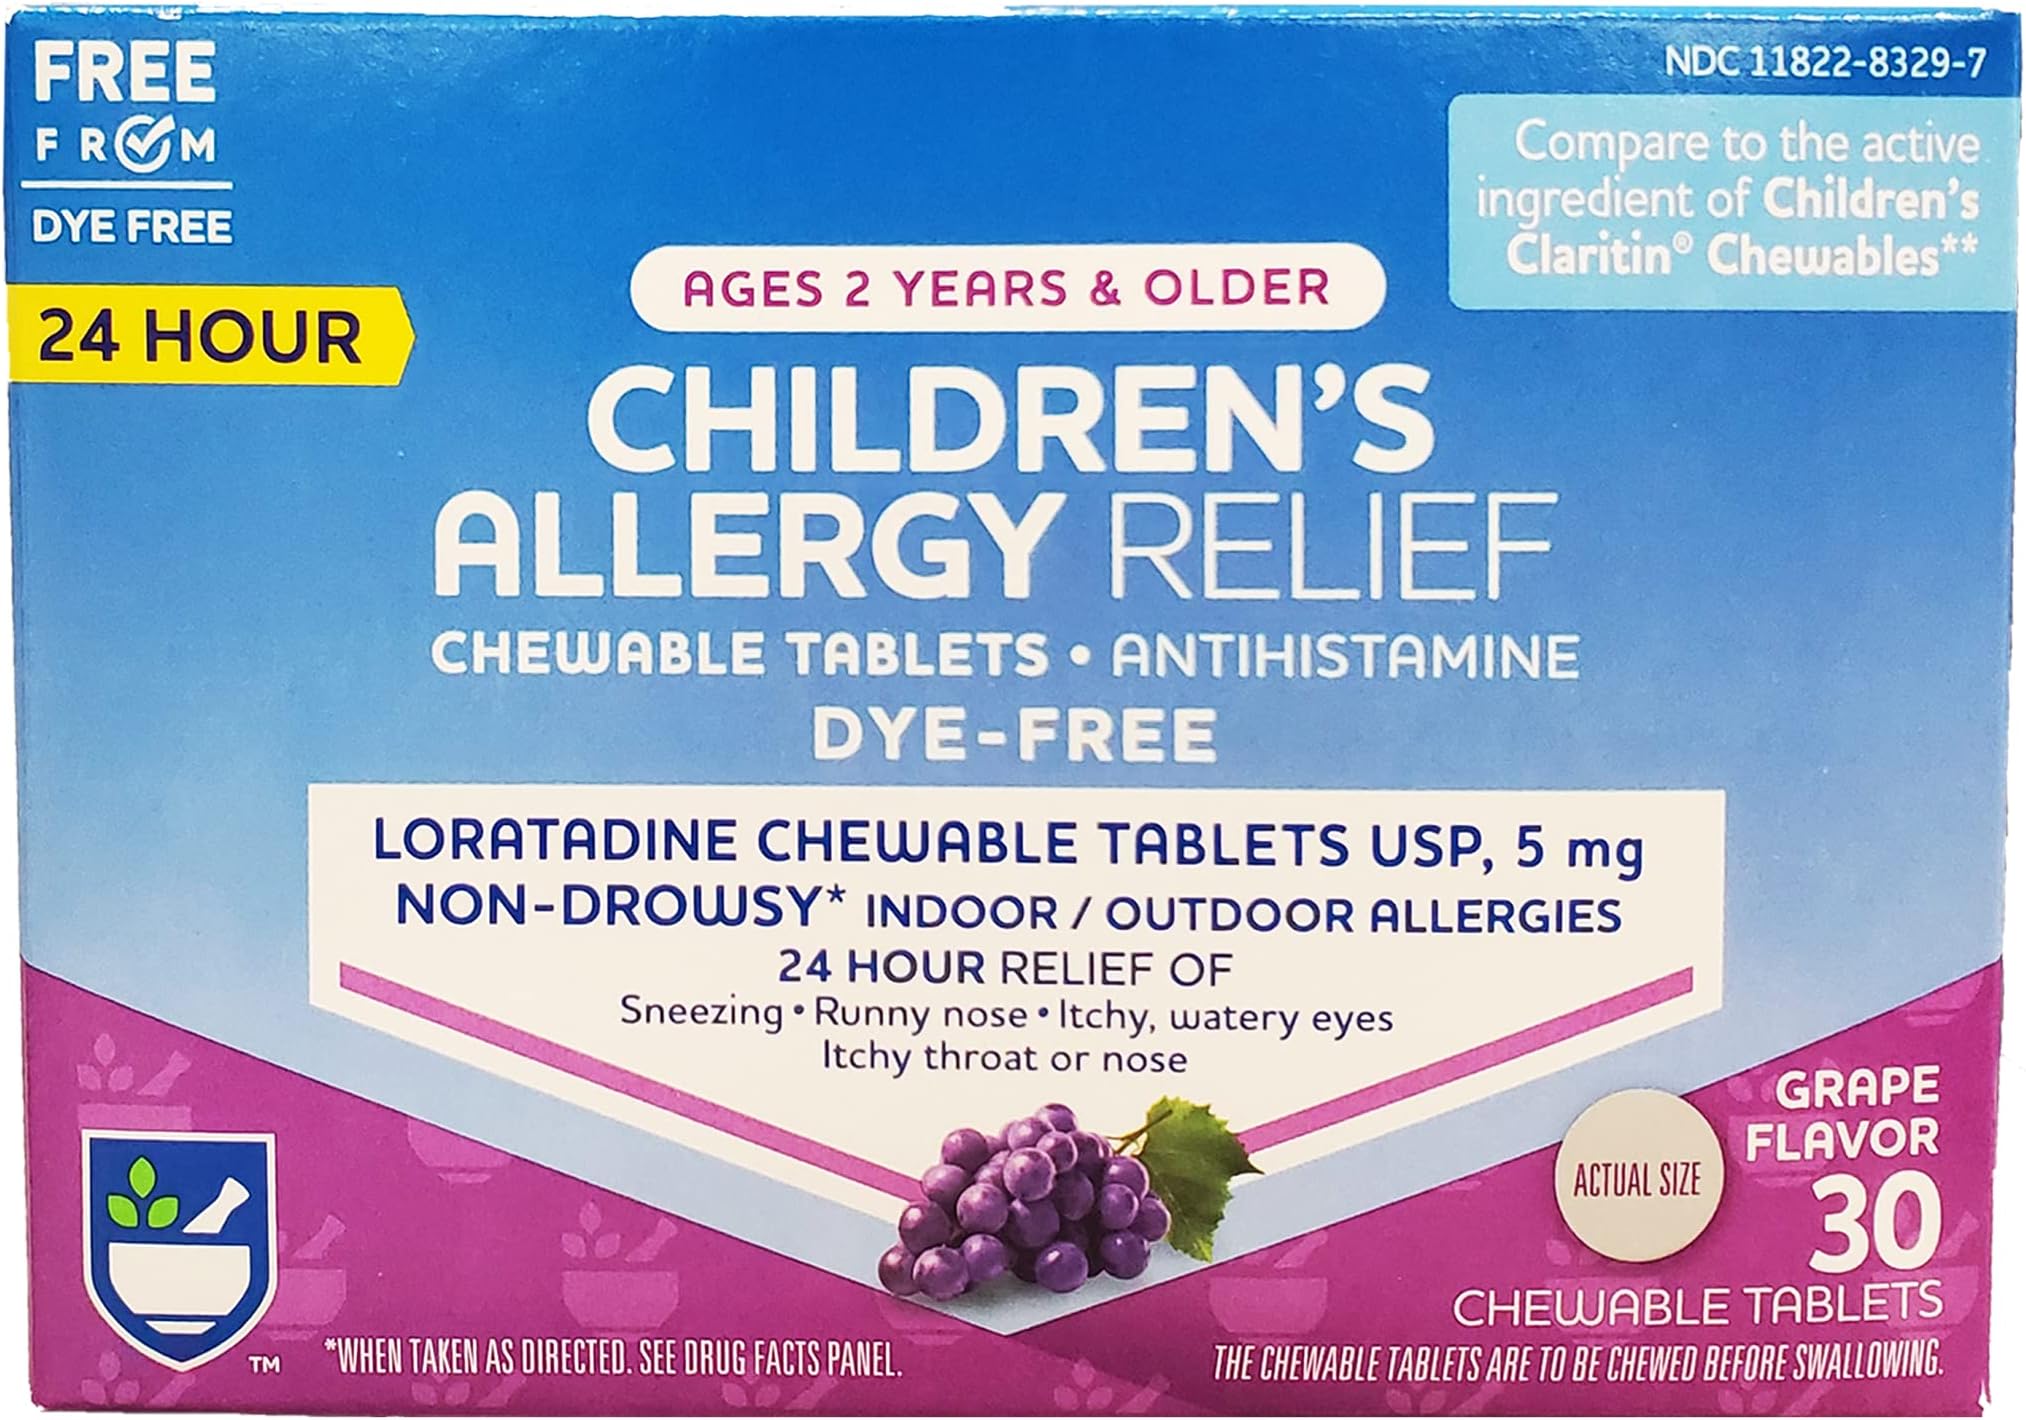 FREE
FROM
DYE FREE
24 HOUR
NDC 11822-8329-7
Compare to the active
ingredient of Children's
Claritin® Chewables**
AGES 2 YEARS & OLDER
CHILDREN'S
ALLERGY RELIEF
CHEWABLE TABLETS • ANTIHISTAMINE
DYE-FREE
LORATADINE CHEWABLE TABLETS USP, 5 mg
NON-DROWSY* INDOOR / OUTDOOR ALLERGIES
24 HOUR RELIEF OF
Sneezing • Runny nose • Itchy, watery eyes
Itchy throat or nose
GRAPE
FLAVOR
ACTUAL SIZE
30
CHEWABLE TABLETS
THE CHEWABLE TABLETS ARE TO BE CHEWED BEFORE SWALLOWING.
TM
*WHEN TAKEN AS DIRECTED. SEE DRUG FACTS PANEL.